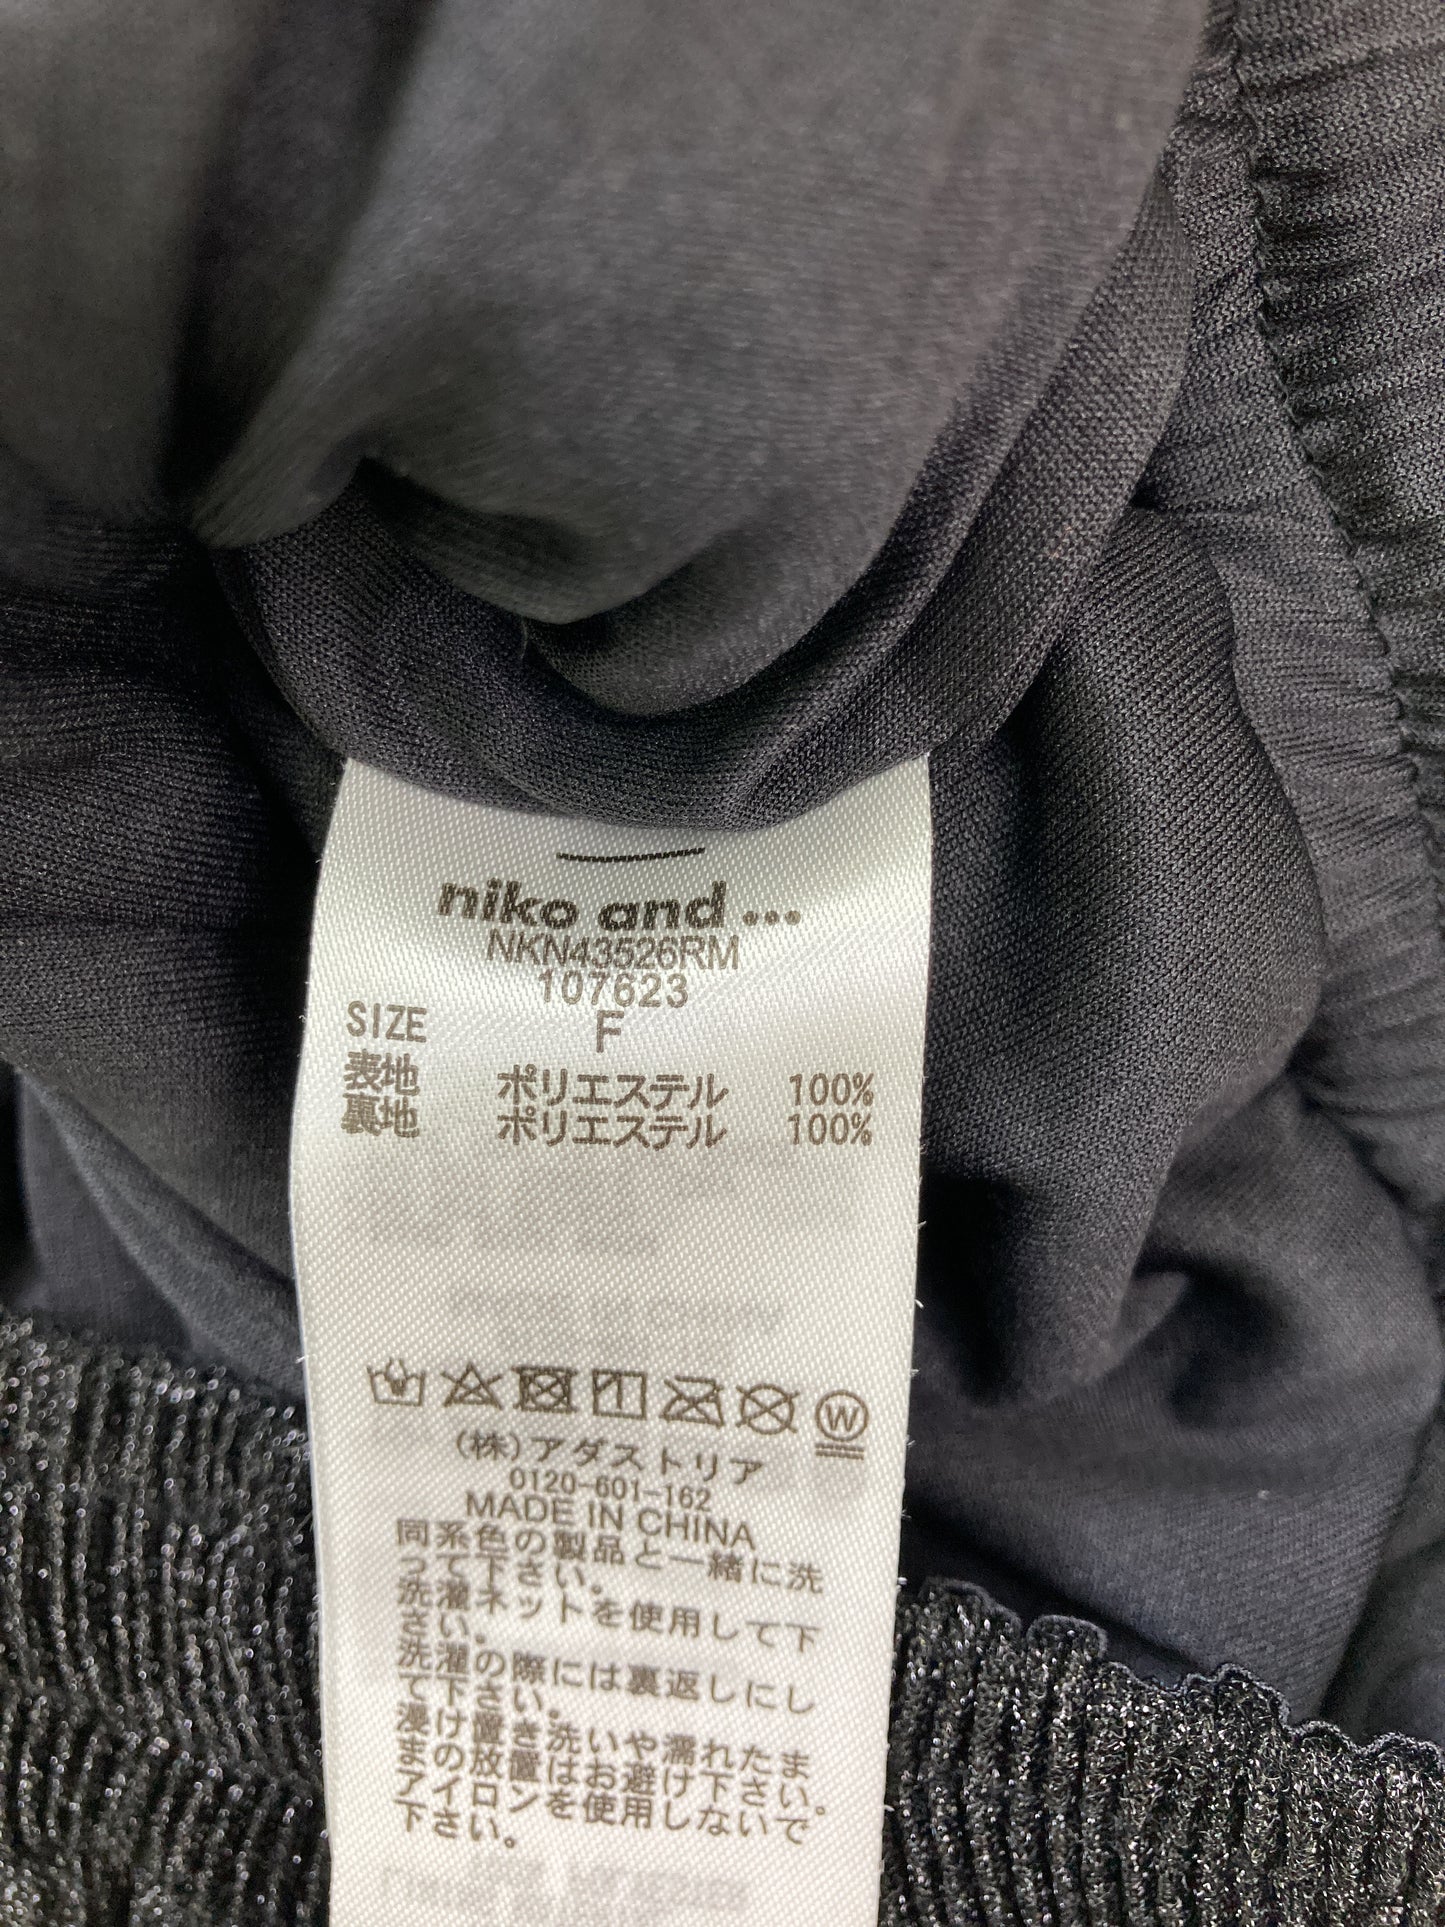 niko and ...
NKN43526RM
107623
SIZE F
表地 ポリエステル 100%
裏地 ポリエステル 100%
W
(株)アダストリア
0120-601-162
MADE IN CHINA
同系色の製品と一緒に洗
って下さい。
洗濯ネットを使用して下
さい。
洗濯の際には裏返しにし
て下さい。
浸け置き洗いや濡れたま
まの放置はお避け下さい。
アイロンを使用しないで
下さい。